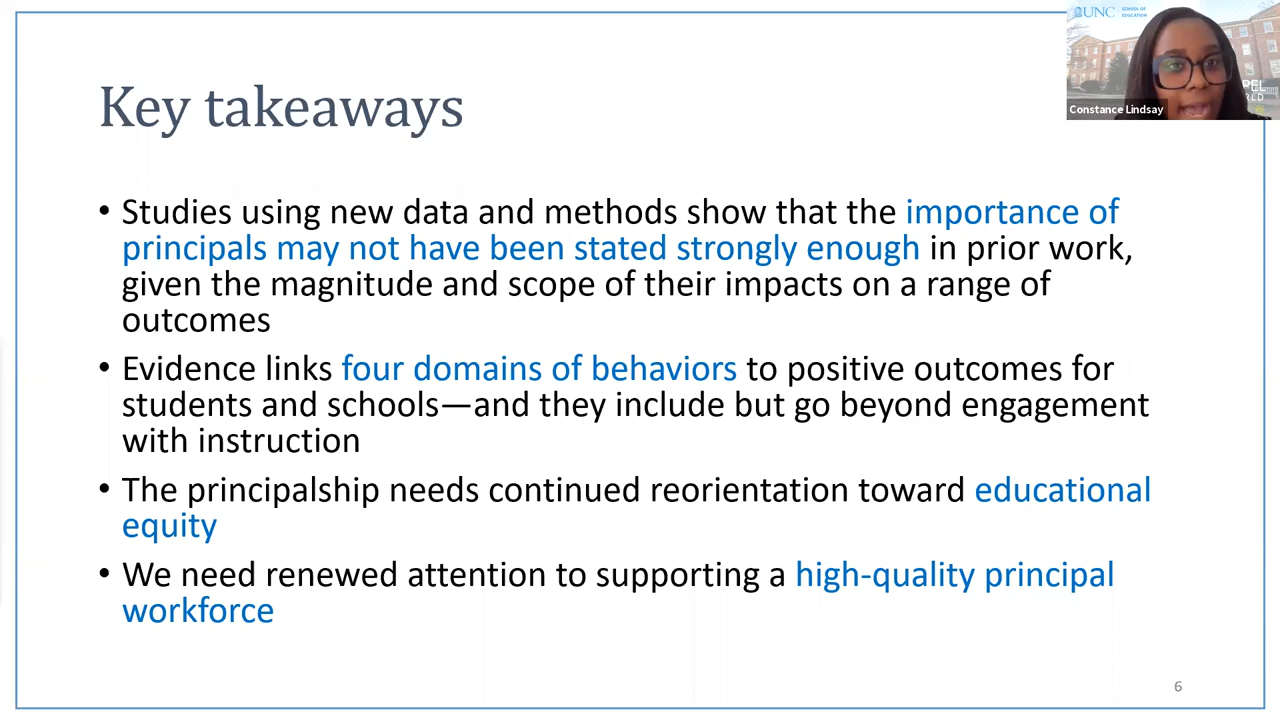 UNC
SCHOOL OF
EDUCATION
Constance Lindsay
Key takeaways
• Studies using new data and methods show that the importance of
principals may not have been stated strongly enough in prior work,
given the magnitude and scope of their impacts on a range of
outcomes
• Evidence links four domains of behaviors to positive outcomes for
students and schools—and they include but go beyond engagement
with instruction
• The principalship needs continued reorientation toward educational
equity
• We need renewed attention to supporting a high-quality principal
workforce
6